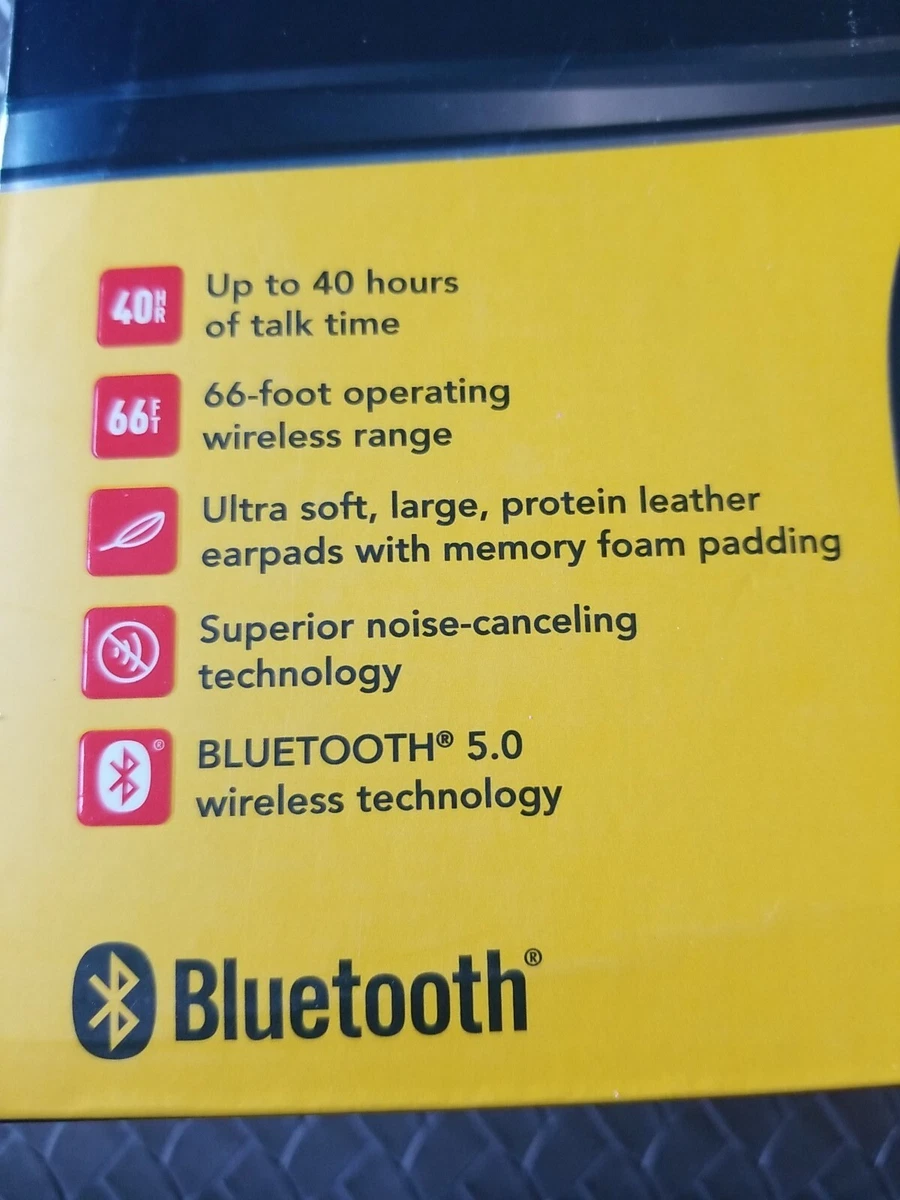 40HR
Up to 40 hours
of talk time
66FT
66-foot operating
wireless range
Ultra soft, large, protein leather
earpads with memory foam padding
Superior noise-canceling
technology
®
BLUETOOTH® 5.0
wireless technology
Bluetooth®